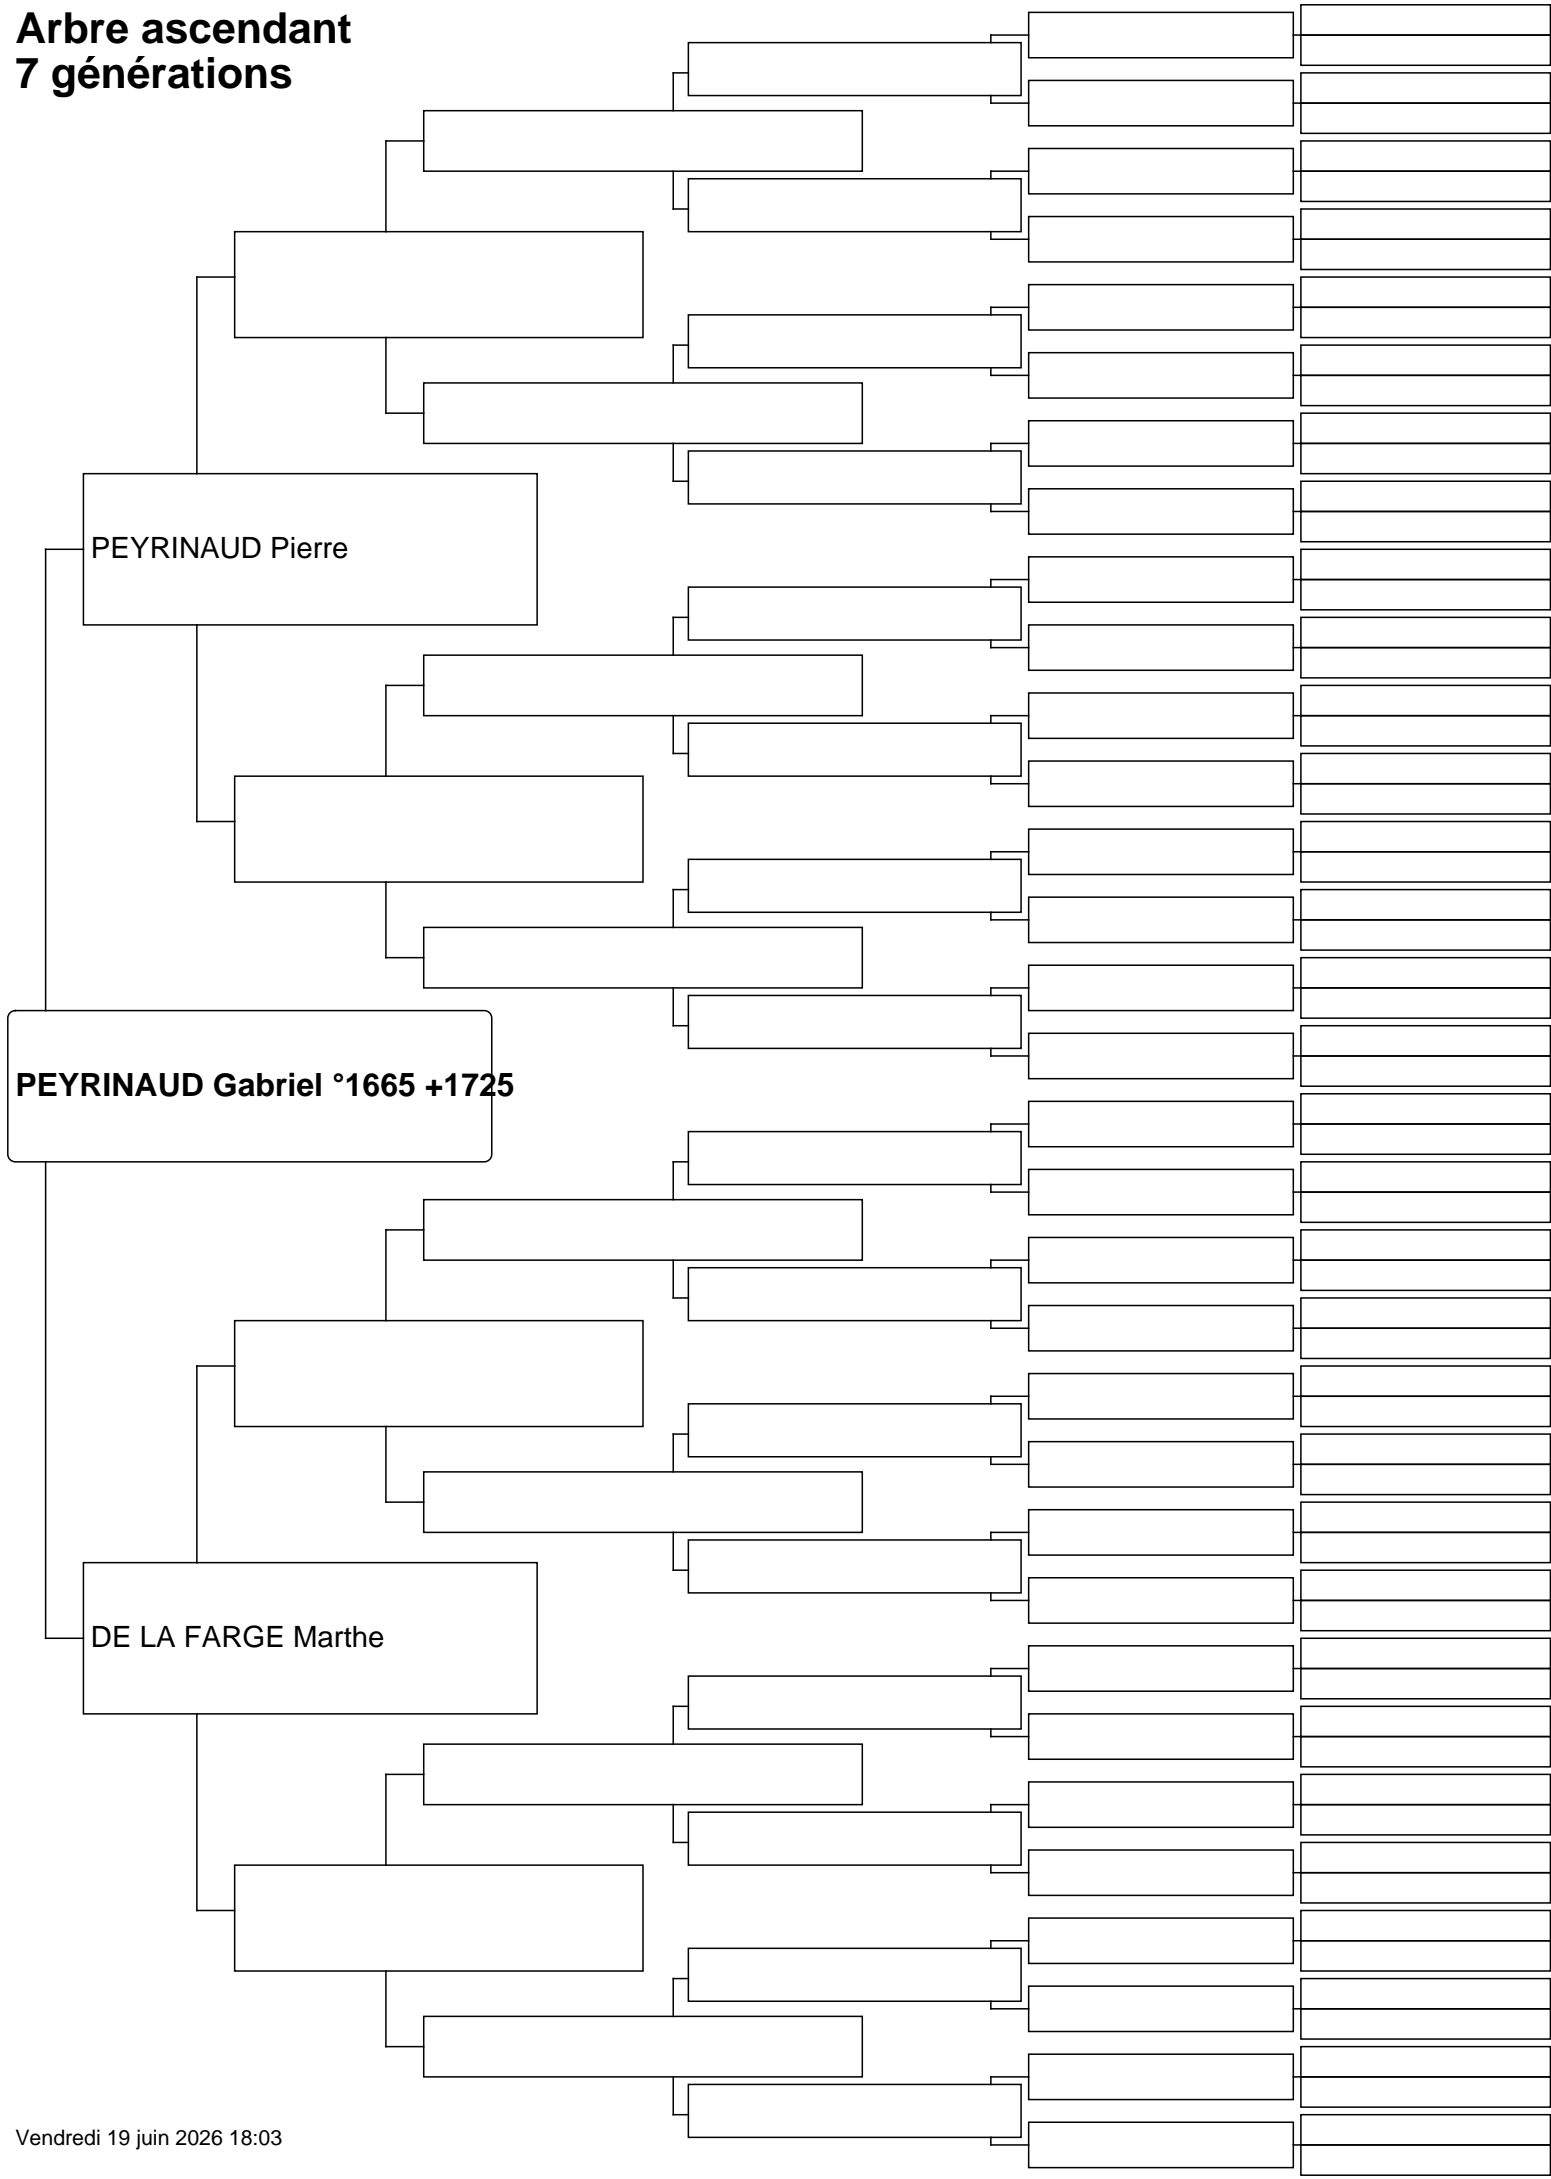 Arbre ascendant
7 générations
PEYRINAUD Pierre
PEYRINAUD Gabriel °1665 +1725
DE LA FARGE Marthe
Vendredi 19 juin 2026 18:03